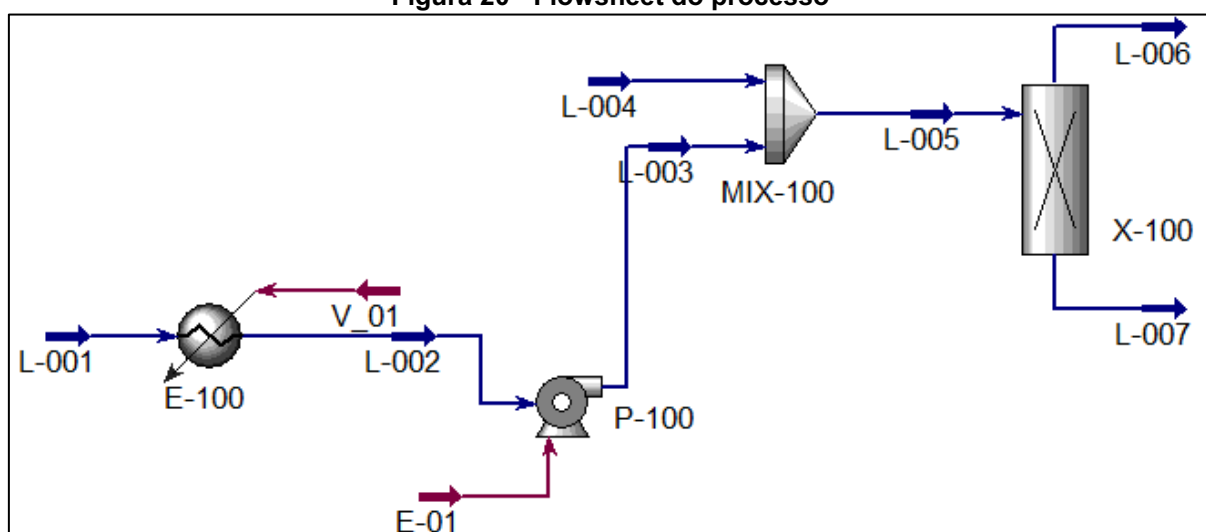 Figura 20 - Flowsheet do processo
L-006
L-004
L-005
L-003
MIX-100
X-100
V_01
L-001
L-002
L-007
E-100
P-100
E-01